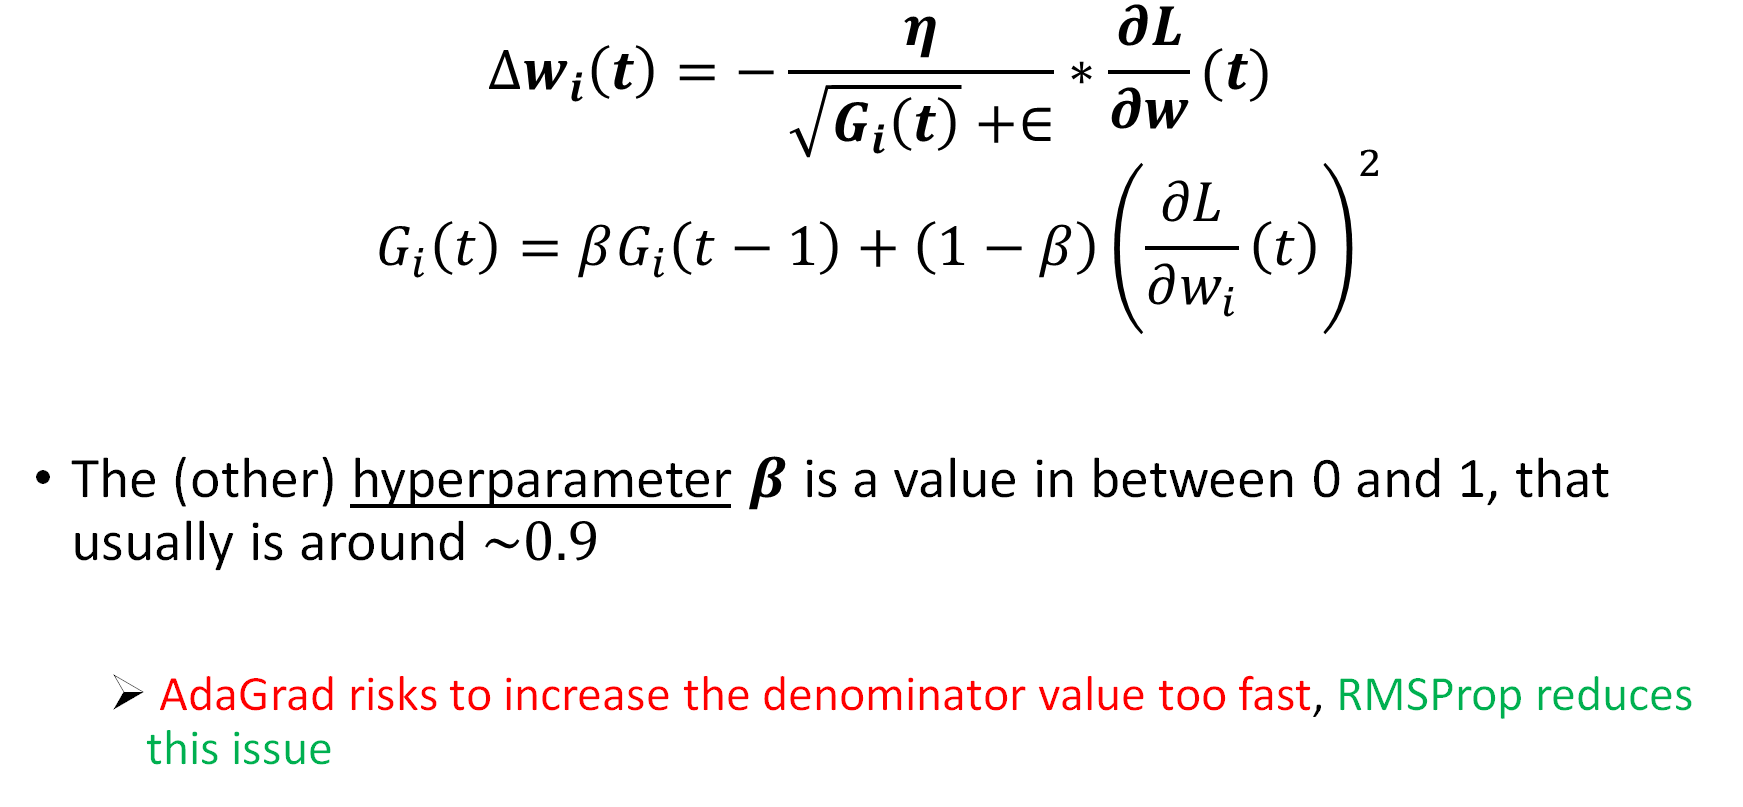 Δw_i(t) = − η / (√G_i(t) +∈) * ∂L/∂w (t)
G_i(t) = βG_i(t − 1) + (1 − β) (∂L/∂w_i (t))²
• The (other) hyperparameter β is a value in between 0 and 1, that
usually is around ~0.9
➢ AdaGrad risks to increase the denominator value too fast, RMSProp reduces
this issue